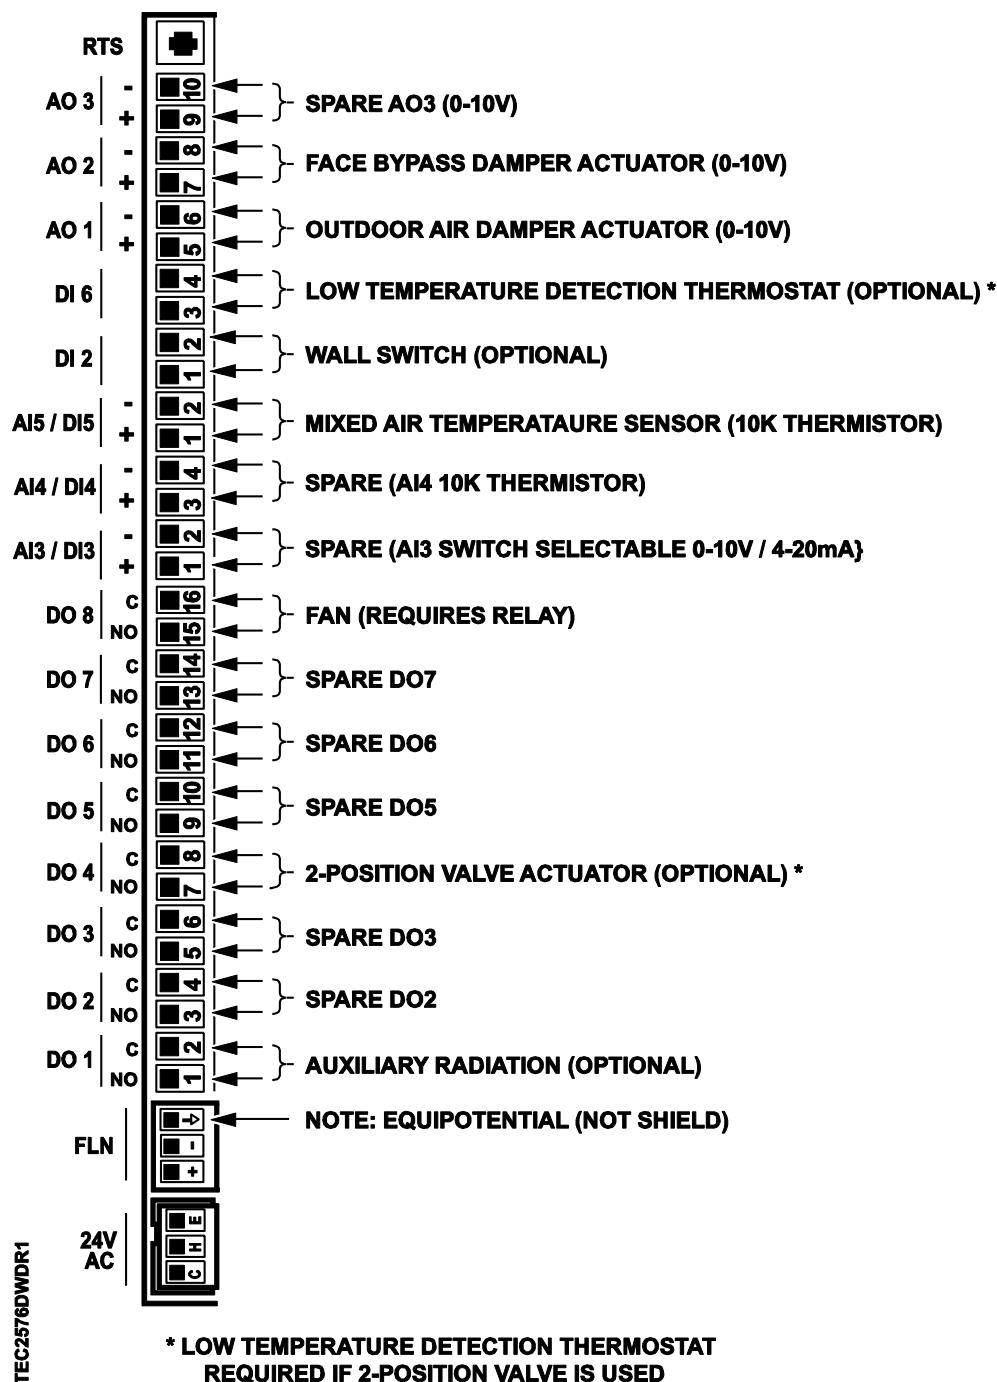 RTS
AO 3 - 10 SPARE AO3 (0-10V)
+ 9
AO 2 - 8 FACE BYPASS DAMPER ACTUATOR (0-10V)
+ 7
AO 1 - 6 OUTDOOR AIR DAMPER ACTUATOR (0-10V)
+ 5
DI 6 4 LOW TEMPERATURE DETECTION THERMOSTAT (OPTIONAL) *
3
DI 2 2 WALL SWITCH (OPTIONAL)
1
AI5 / DI5 - 2 MIXED AIR TEMPERATAURE SENSOR (10K THERMISTOR)
+ 1
AI4 / DI4 - 4 SPARE (AI4 10K THERMISTOR)
+ 3
AI3 / DI3 - 2 SPARE (AI3 SWITCH SELECTABLE 0-10V / 4-20mA}
+ 1
DO 8 C 16 FAN (REQUIRES RELAY)
NO 15
DO 7 C 14 SPARE DO7
NO 13
DO 6 C 12 SPARE DO6
NO 11
DO 5 C 10 SPARE DO5
NO 9
DO 4 C 8 2-POSITION VALVE ACTUATOR (OPTIONAL) *
NO 7
DO 3 C 6 SPARE DO3
NO 5
DO 2 C 4 SPARE DO2
NO 3
DO 1 C 2 AUXILIARY RADIATION (OPTIONAL)
NO 1
NOTE: EQUIPOTENTIAL (NOT SHIELD)
FLN -
+
24V E
AC H
C
TEC2576DWDR1
* LOW TEMPERATURE DETECTION THERMOSTAT
REQUIRED IF 2-POSITION VALVE IS USED